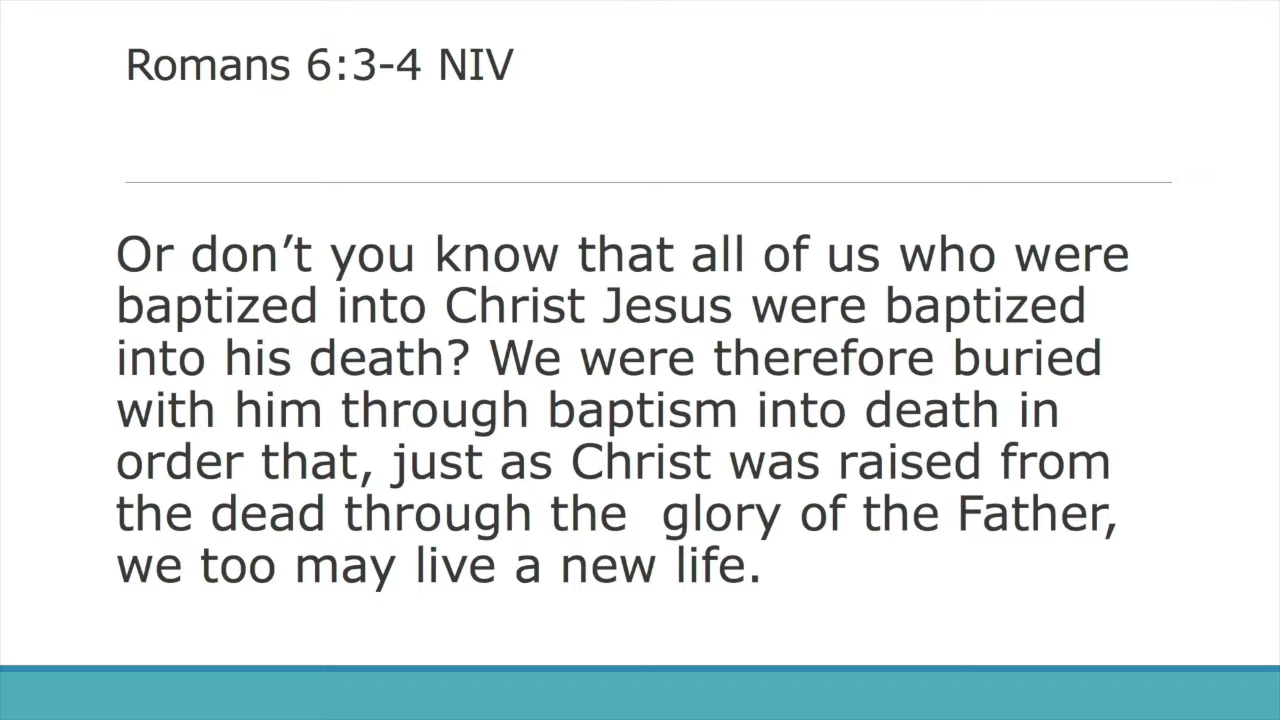 Romans 6:3-4 NIV
Or don’t you know that all of us who were
baptized into Christ Jesus were baptized
into his death? We were therefore buried
with him through baptism into death in
order that, just as Christ was raised from
the dead through the  glory of the Father,
we too may live a new life.